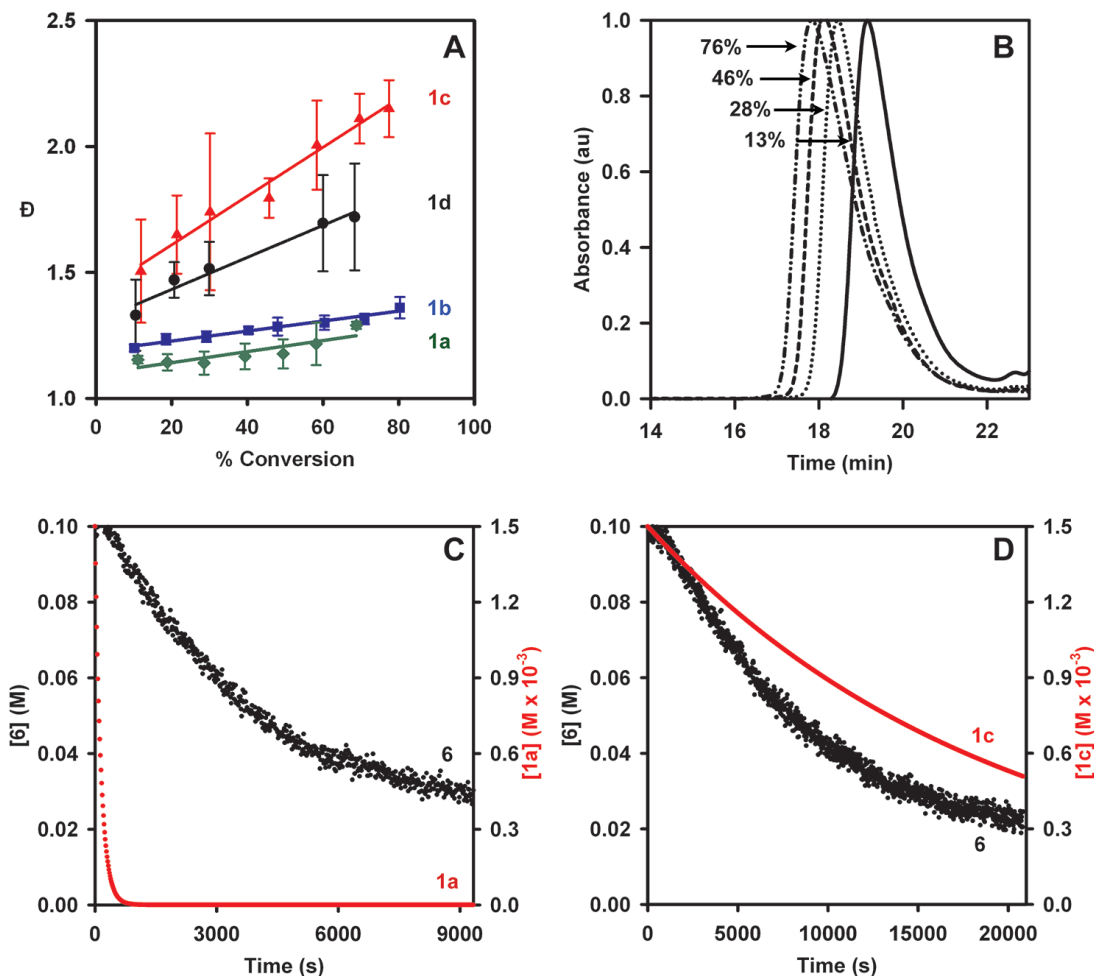 A
2.5
2.0
1.5
1.0
Đ
1c
1d
1b
1a
0 20 40 60 80 100
% Conversion
B
1.0
0.8
0.6
0.4
0.2
0.0
Absorbance (au)
76%
46%
28%
13%
14 16 18 20 22
Time (min)
C
0.10
0.08
0.06
0.04
0.02
0.00
[6] (M)
1.5
1.2
0.9
0.6
0.3
0.0
[1a] (M x 10-3)
6
1a
0 3000 6000 9000
Time (s)
D
0.10
0.08
0.06
0.04
0.02
0.00
[6] (M)
1.5
1.2
0.9
0.6
0.3
0.0
[1c] (M x 10-3)
1c
6
0 5000 10000 15000 20000
Time (s)